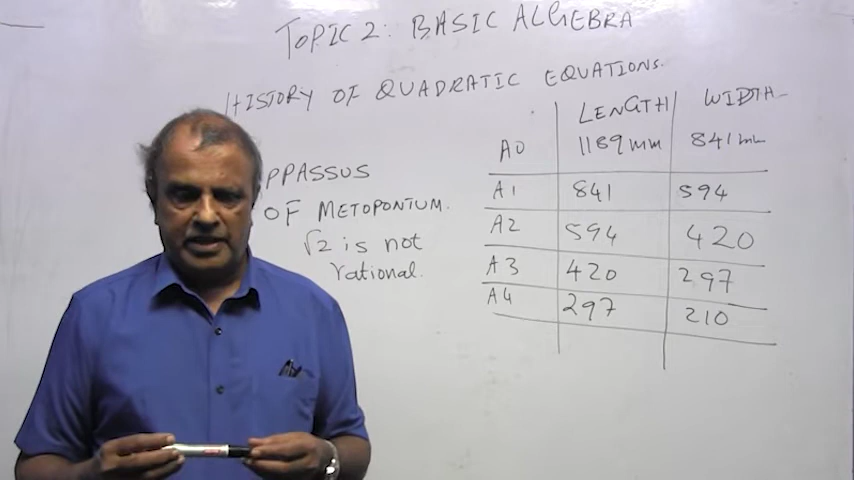 TOPIC 2: BASIC ALGEBRA
HISTORY OF QUADRATIC EQUATIONS.
PPASSUS
OF METOPONTIUM.
√2 is not
rational.
LENGTH WIDTH
A0 1189mm 841mm
A1 841 594
A2 594 420
A3 420 297
A4 297 210